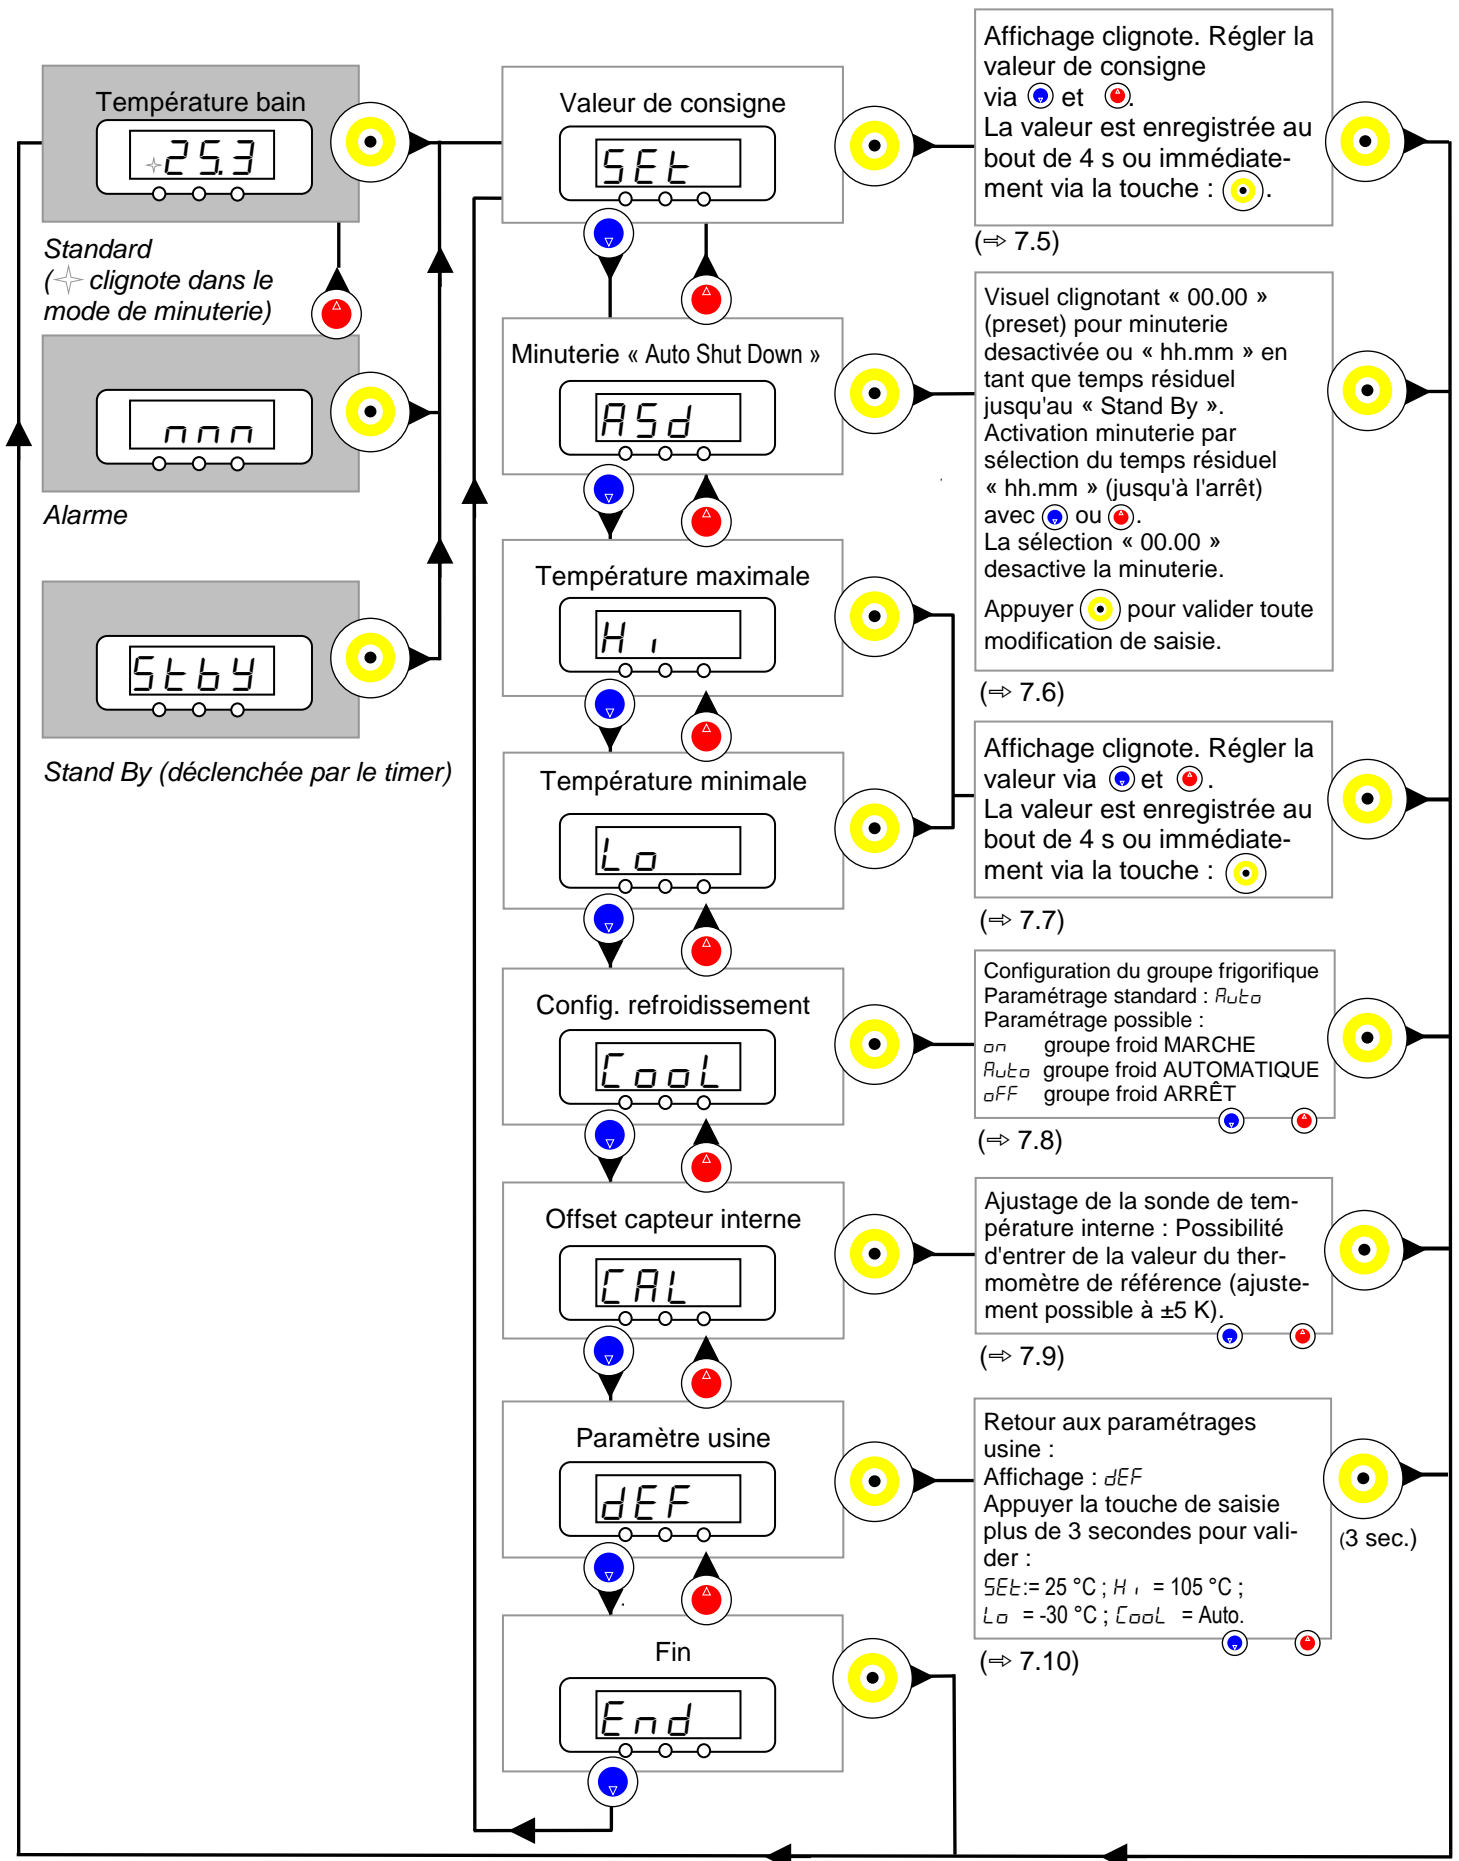 Température bain
25.3
Standard
(✧ clignote dans le
mode de minuterie)
nnn
Alarme
Stby
Stand By (déclenchée par le timer)
Valeur de consigne
SEt
Minuterie « Auto Shut Down »
ASd
Température maximale
Hi
Température minimale
Lo
Config. refroidissement
CooL
Offset capteur interne
CAL
Paramètre usine
dEF
Fin
End
Affichage clignote. Régler la
valeur de consigne
via et .
La valeur est enregistrée au
bout de 4 s ou immédiate-
ment via la touche : .
(⇨ 7.5)
Visuel clignotant « 00.00 »
(preset) pour minuterie
desactivée ou « hh.mm » en
tant que temps résiduel
jusqu'au « Stand By ».
Activation minuterie par
sélection du temps résiduel
« hh.mm » (jusqu'à l'arrêt)
avec ou .
La sélection « 00.00 »
desactive la minuterie.
Appuyer pour valider toute
modification de saisie.
(⇨ 7.6)
Affichage clignote. Régler la
valeur via et .
La valeur est enregistrée au
bout de 4 s ou immédiate-
ment via la touche :
(⇨ 7.7)
Configuration du groupe frigorifique
Paramétrage standard : Auto
Paramétrage possible :
on groupe froid MARCHE
Auto groupe froid AUTOMATIQUE
oFF groupe froid ARRÊT
(⇨ 7.8)
Ajustage de la sonde de tem-
pérature interne : Possibilité
d'entrer de la valeur du ther-
momètre de référence (ajuste-
ment possible à ±5 K).
(⇨ 7.9)
Retour aux paramétrages
usine :
Affichage : dEF
Appuyer la touche de saisie
plus de 3 secondes pour vali-
der :
SEt:= 25 °C ; Hi = 105 °C ;
Lo = -30 °C ; CooL = Auto.
(3 sec.)
(⇨ 7.10)